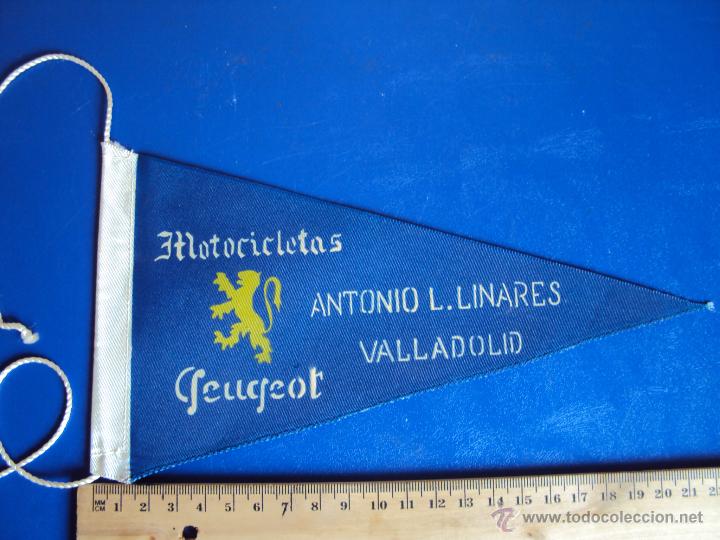 Motocicletas
ANTONIO L. LINARES
VALLADOLID
Peugeot
MM
CM 1 2 3 4 5 6 7 8 9 10 11 12 13 14 15 16 17 18 19 20 21 22
www.todocoleccion.net